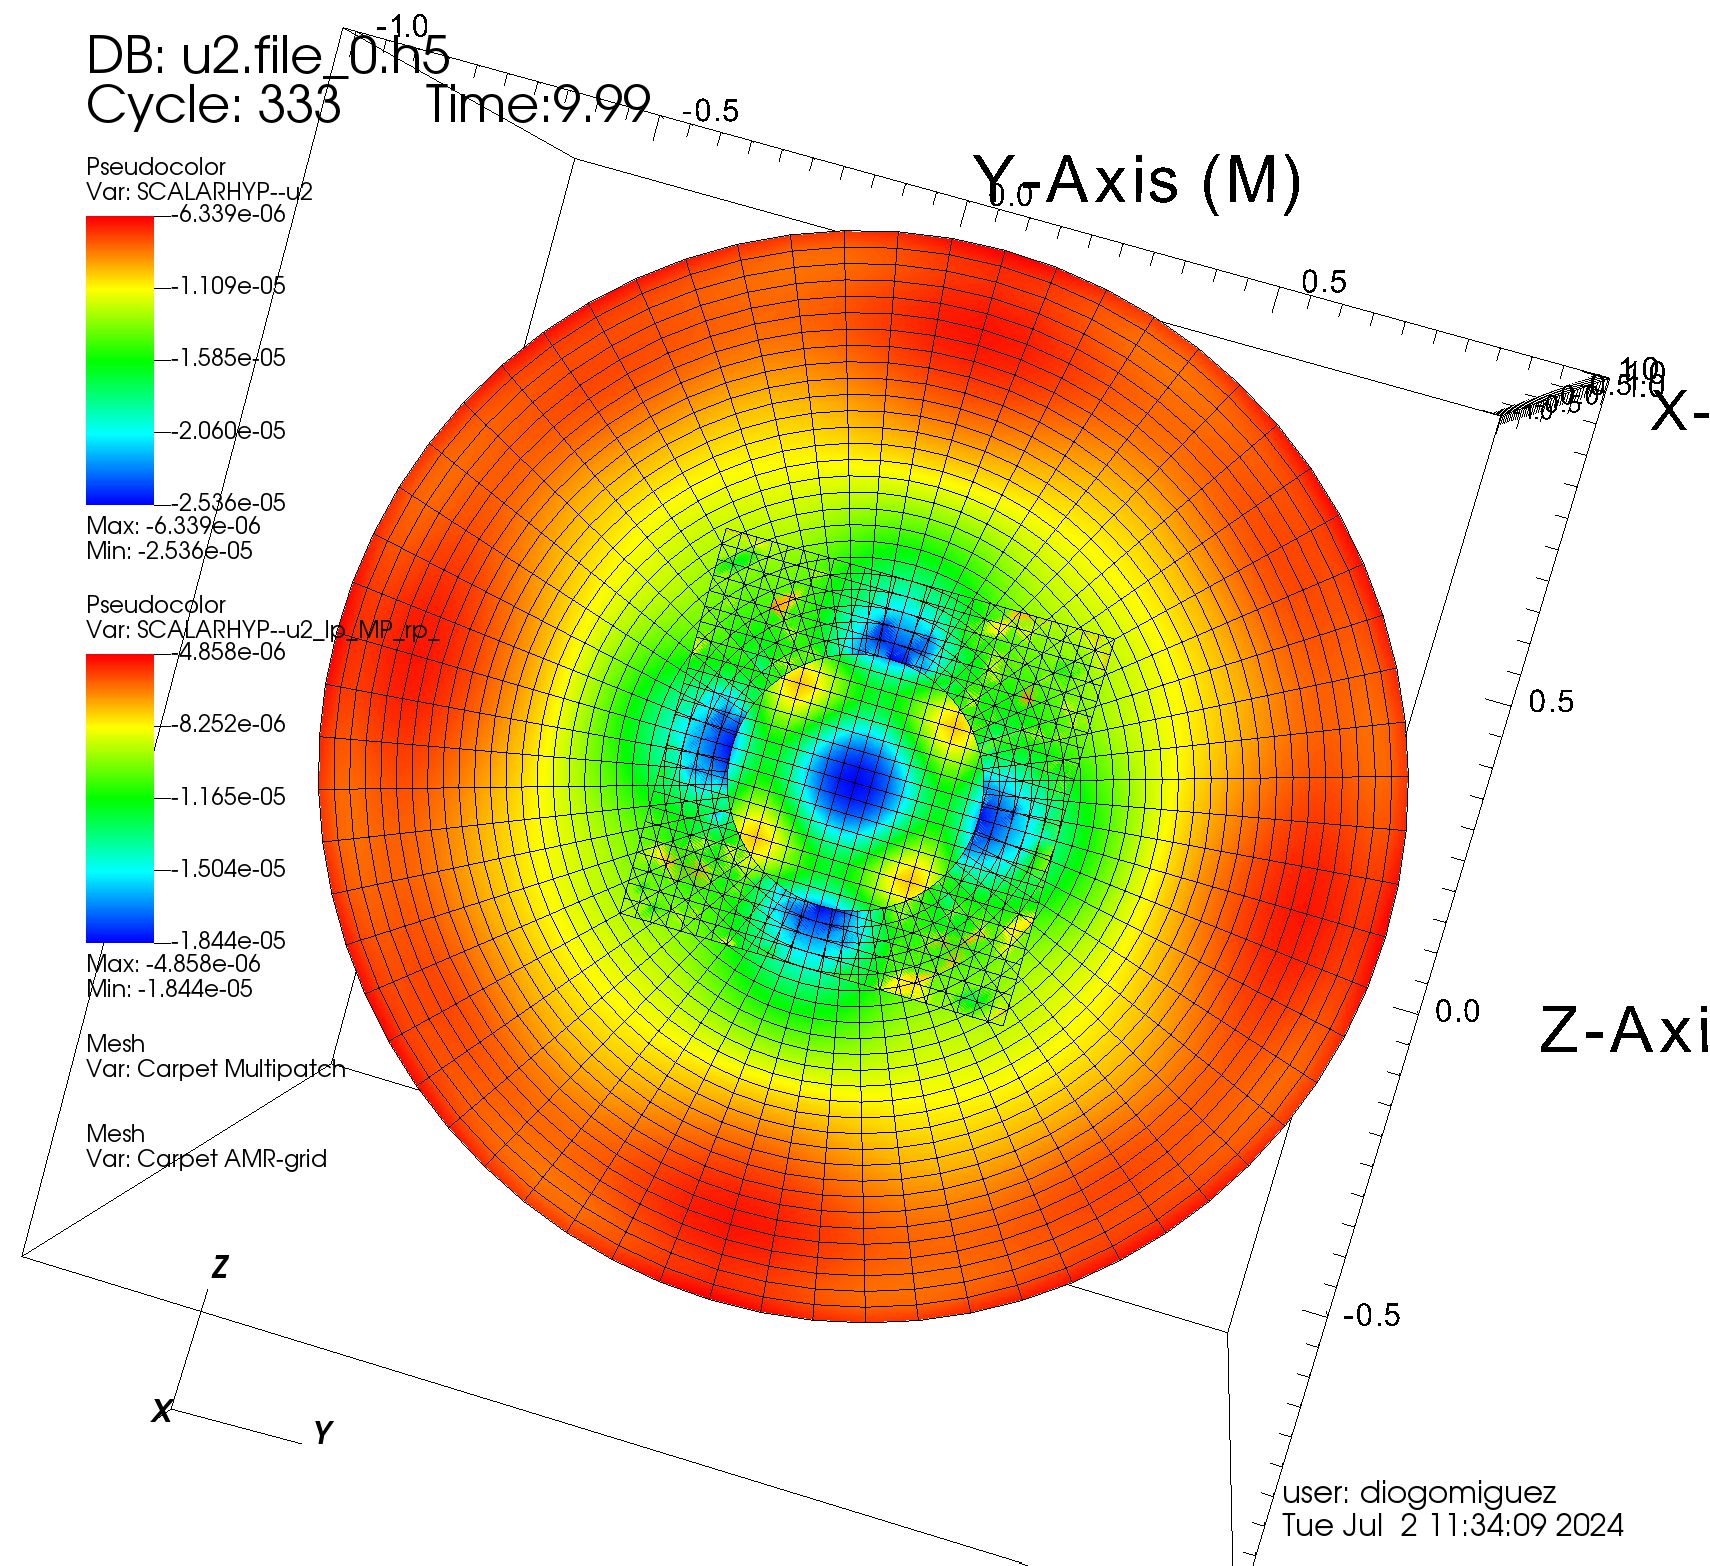 DB: u2.file_0.h5
Cycle: 333 Time:9.99
Pseudocolor
Var: SCALARHYP--u2
-6.339e-06
-1.109e-05
-1.585e-05
-2.060e-05
-2.536e-05
Max: -6.339e-06
Min: -2.536e-05
Pseudocolor
Var: SCALARHYP--u2_lp_MP_rp_
-4.858e-06
-8.252e-06
-1.165e-05
-1.504e-05
-1.844e-05
Max: -4.858e-06
Min: -1.844e-05
Mesh
Var: Carpet Multipatch
Mesh
Var: Carpet AMR-grid
-1.0
-0.5
0.0
Y-Axis (M)
0.5
1.0
X-
0.5
0.0
Z-Axi
-0.5
Z
X
Y
user: diogomiguez
Tue Jul 2 11:34:09 2024